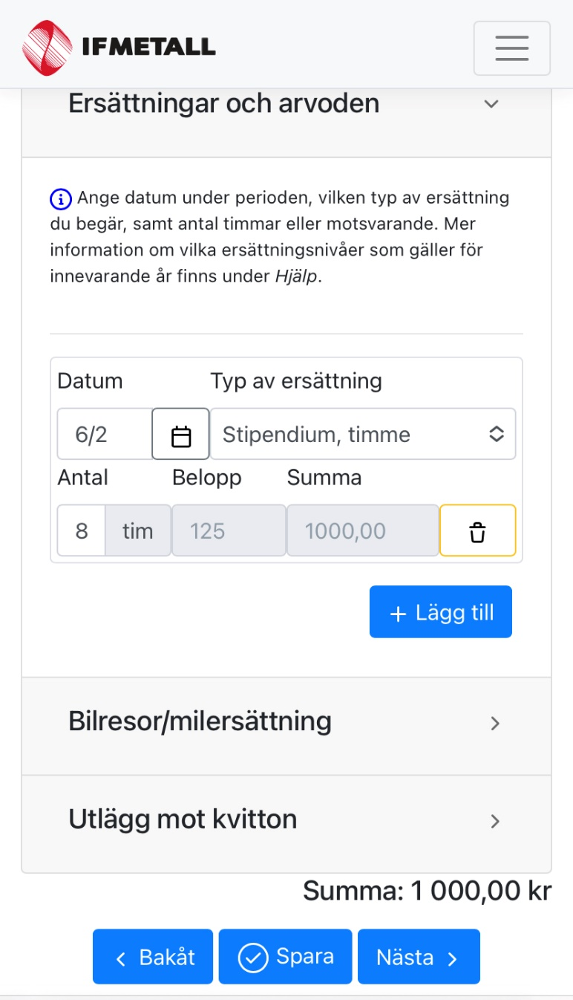 IFMETALL
Ersättningar och arvoden
Ange datum under perioden, vilken typ av ersättning
du begär, samt antal timmar eller motsvarande. Mer
information om vilka ersättningsnivåer som gäller för
innevarande år finns under Hjälp.
Datum Typ av ersättning
6/2 Stipendium, timme
Antal Belopp Summa
8 tim 125 1000,00
+ Lägg till
Bilresor/milersättning
Utlägg mot kvitton
Summa: 1 000,00 kr
Bakåt Spara Nästa